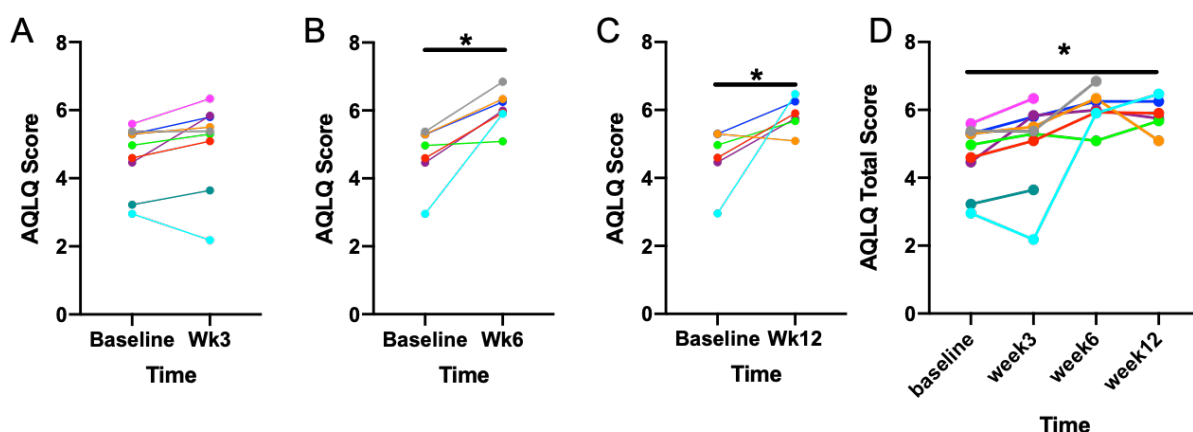 A
AQLQ Score
8
6
4
2
0
Baseline Wk3
Time
B
*
AQLQ Score
8
6
4
2
0
Baseline Wk6
Time
C
*
AQLQ Score
8
6
4
2
0
Baseline Wk12
Time
D
*
AQLQ Total Score
8
6
4
2
0
baseline
week3
week6
week12
Time